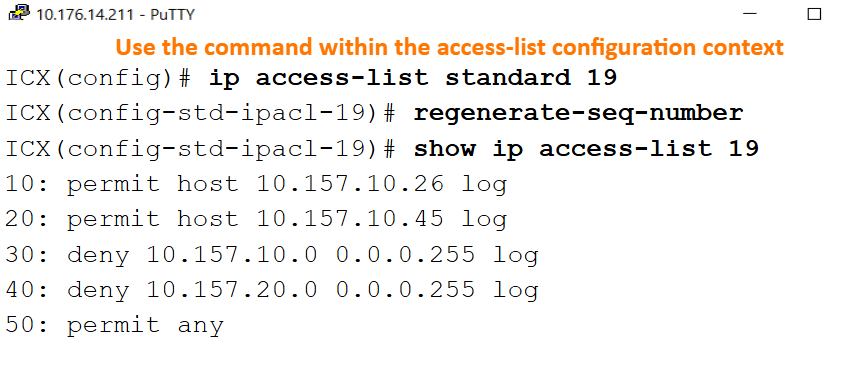 10.176.14.211 - PuTTY
Use the command within the access-list configuration context
ICX(config)# ip access-list standard 19
ICX(config-std-ipacl-19)# regenerate-seq-number
ICX(config-std-ipacl-19)# show ip access-list 19
10: permit host 10.157.10.26 log
20: permit host 10.157.10.45 log
30: deny 10.157.10.0 0.0.0.255 log
40: deny 10.157.20.0 0.0.0.255 log
50: permit any